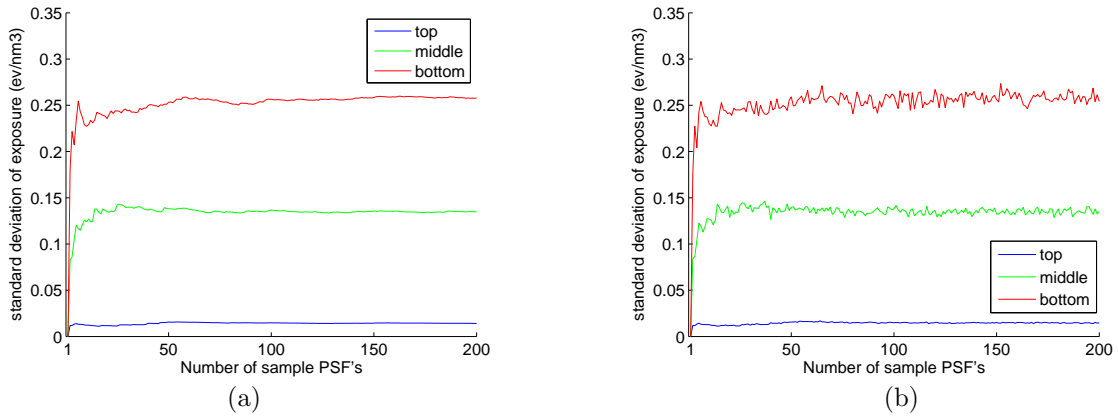 0.35
0.3
0.25
0.2
0.15
0.1
0.05
0
standard deviation of exposure (ev/nm3)
top
middle
bottom
1
50
100
150
200
Number of sample PSF's
(a)
0.35
0.3
0.25
0.2
0.15
0.1
0.05
0
standard deviation of exposure (ev/nm3)
top
middle
bottom
1
50
100
150
200
Number of sample PSF's
(b)